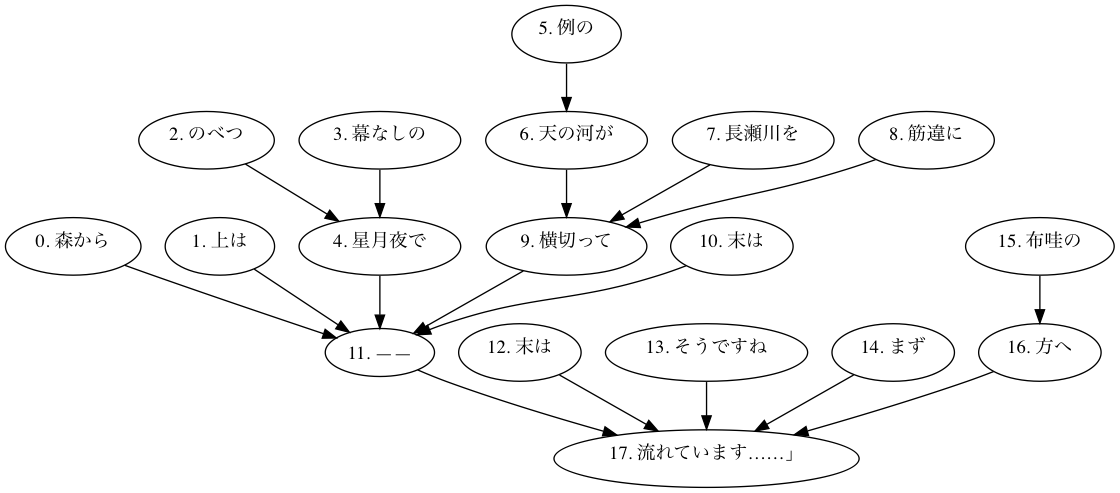 5. 例の
2. のべつ
3. 幕なしの
6. 天の河が
7. 長瀬川を
8. 筋違に
0. 森から
1. 上は
4. 星月夜で
9. 横切って
10. 末は
15. 布哇の
11. ——
12. 末は
13. そうですね
14. まず
16. 方へ
17. 流れています……」